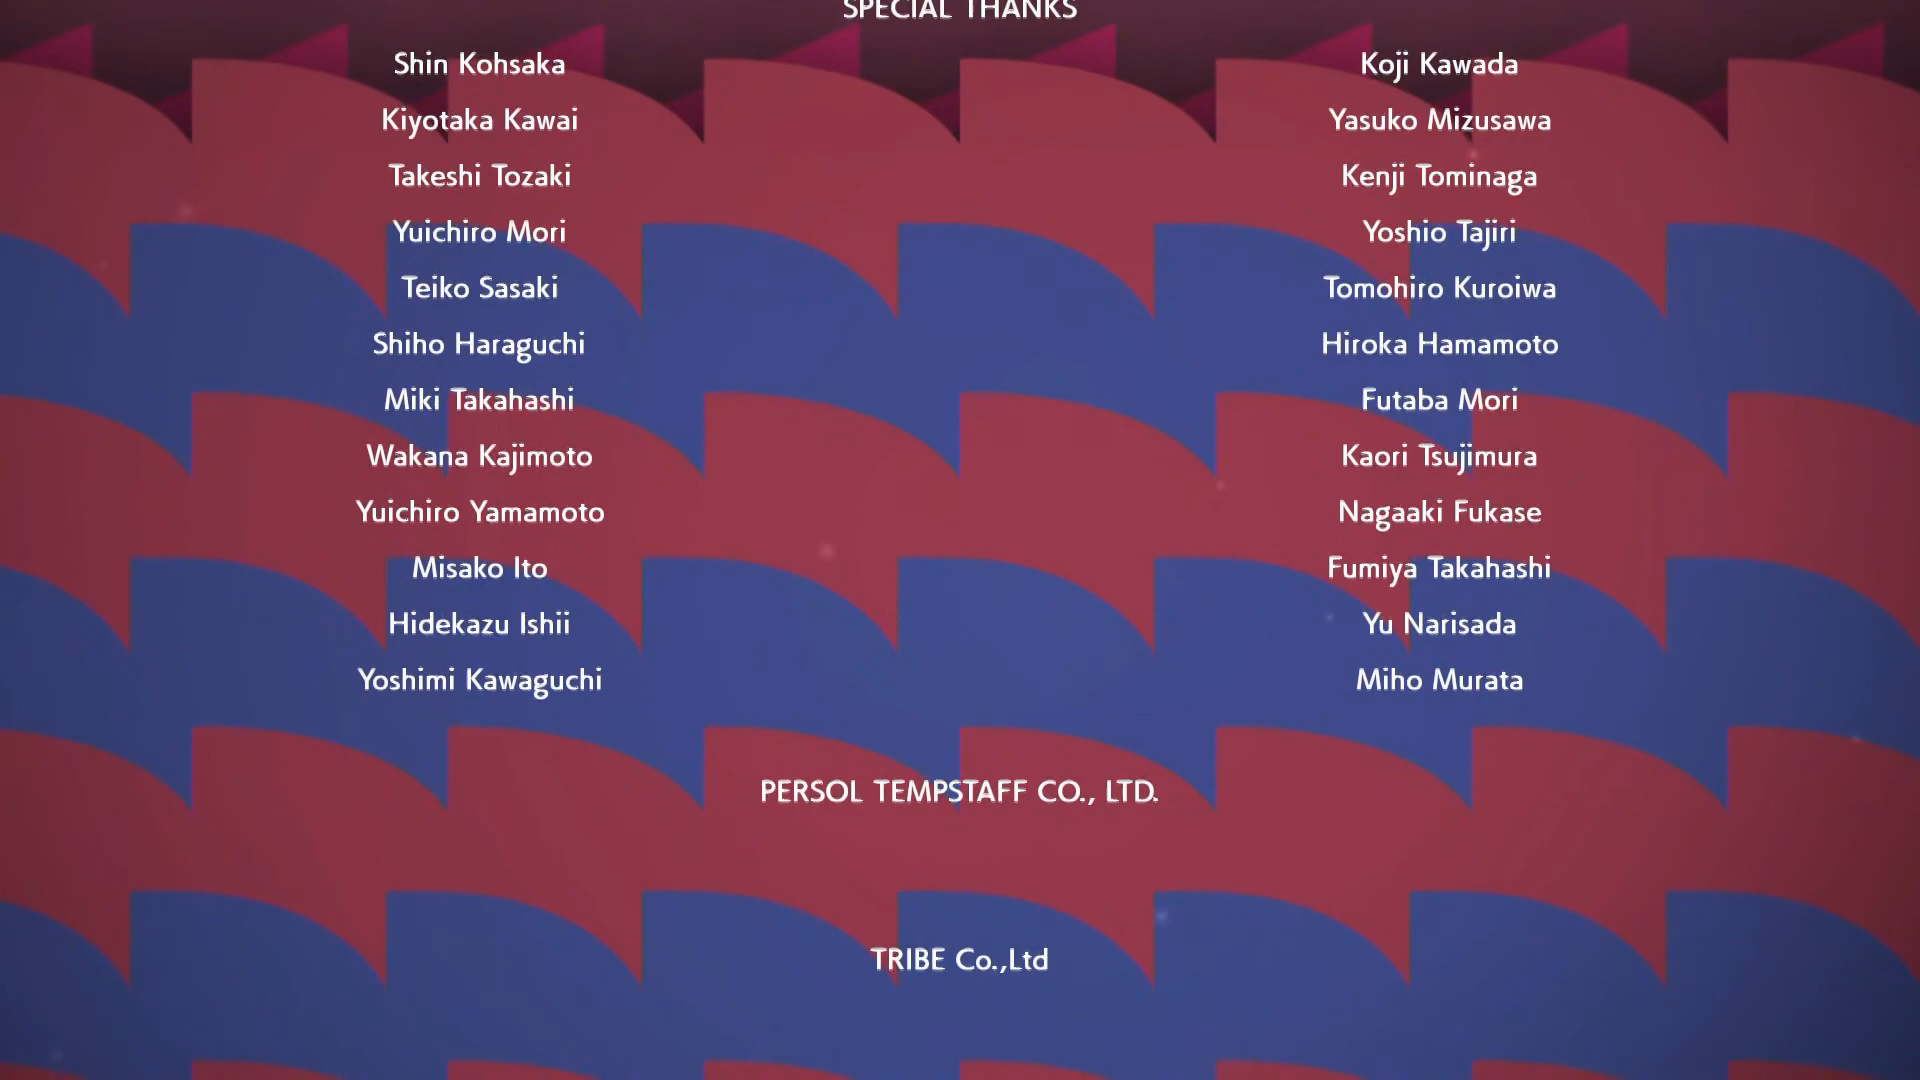 SPECIAL THANKS
Shin Kohsaka
Koji Kawada
Kiyotaka Kawai
Yasuko Mizusawa
Takeshi Tozaki
Kenji Tominaga
Yuichiro Mori
Yoshio Tajiri
Teiko Sasaki
Tomohiro Kuroiwa
Shiho Haraguchi
Hiroka Hamamoto
Miki Takahashi
Futaba Mori
Wakana Kajimoto
Kaori Tsujimura
Yuichiro Yamamoto
Nagaaki Fukase
Misako Ito
Fumiya Takahashi
Hidekazu Ishii
Yu Narisada
Yoshimi Kawaguchi
Miho Murata
PERSOL TEMPSTAFF CO., LTD.
TRIBE Co.,Ltd